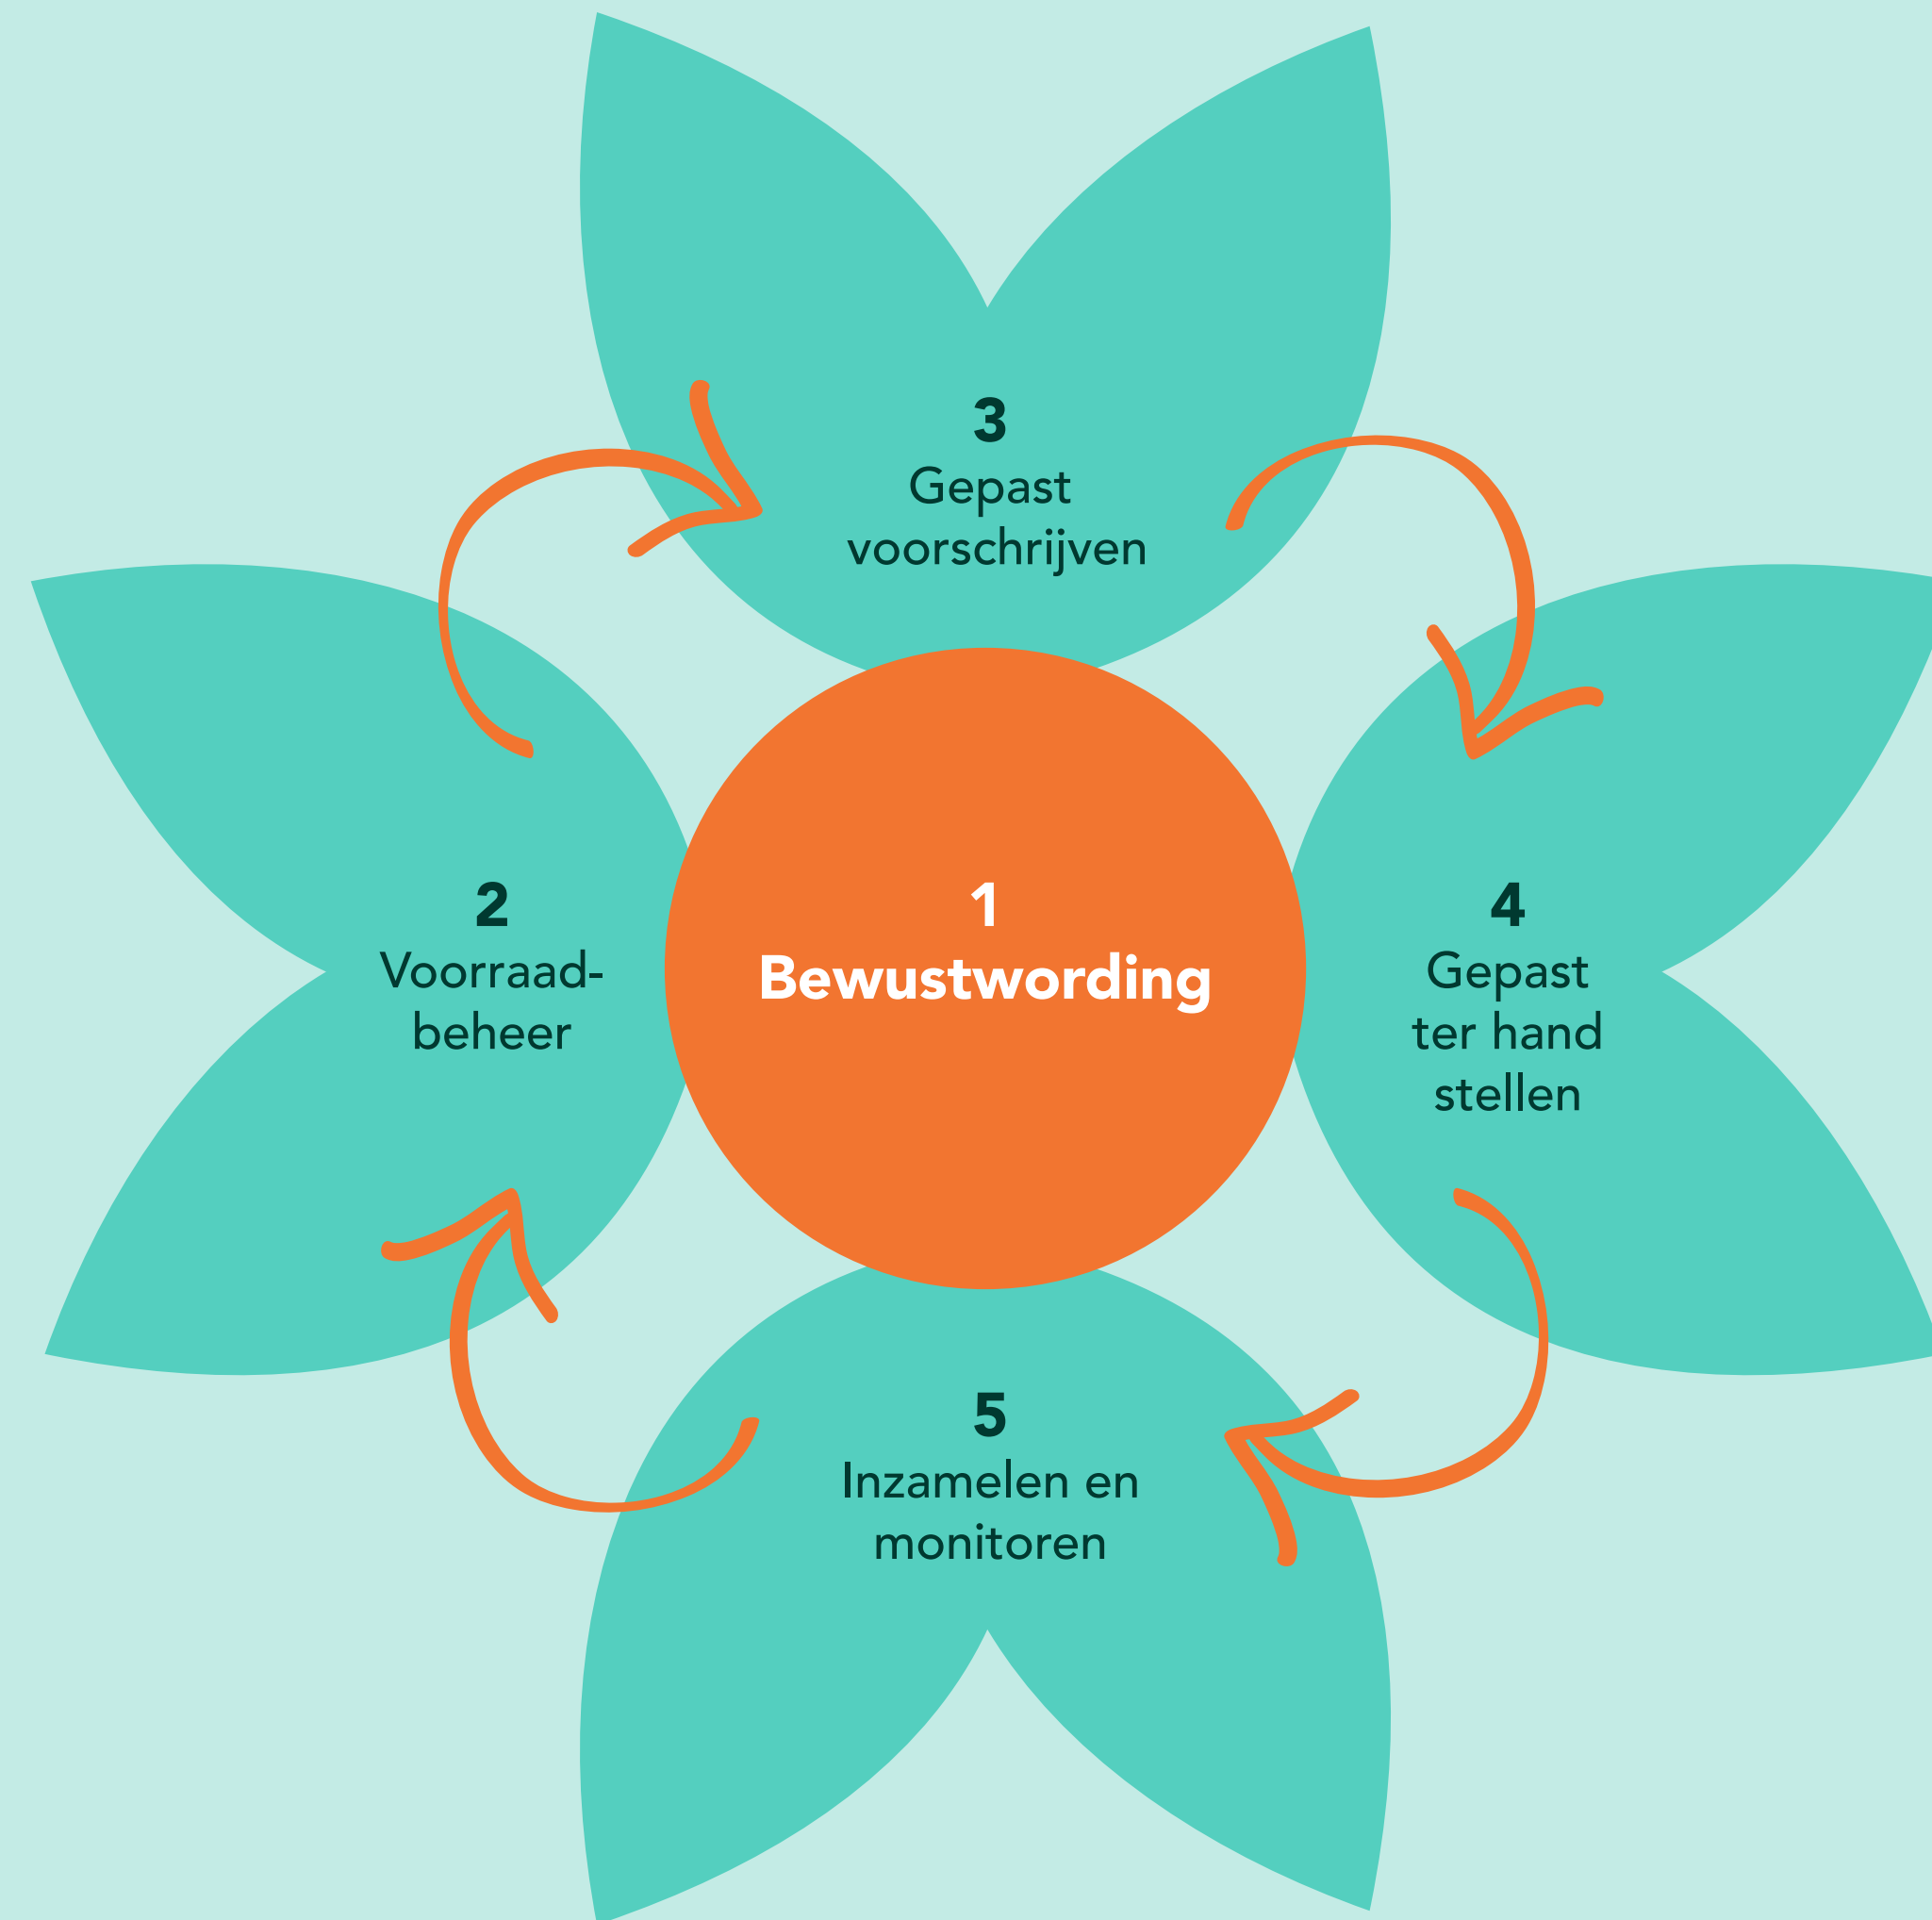 3
Gepast
voorschrijven
2
Voorraad-
beheer
1
Bewustwording
4
Gepast
ter hand
stellen
5
Inzamelen en
monitoren